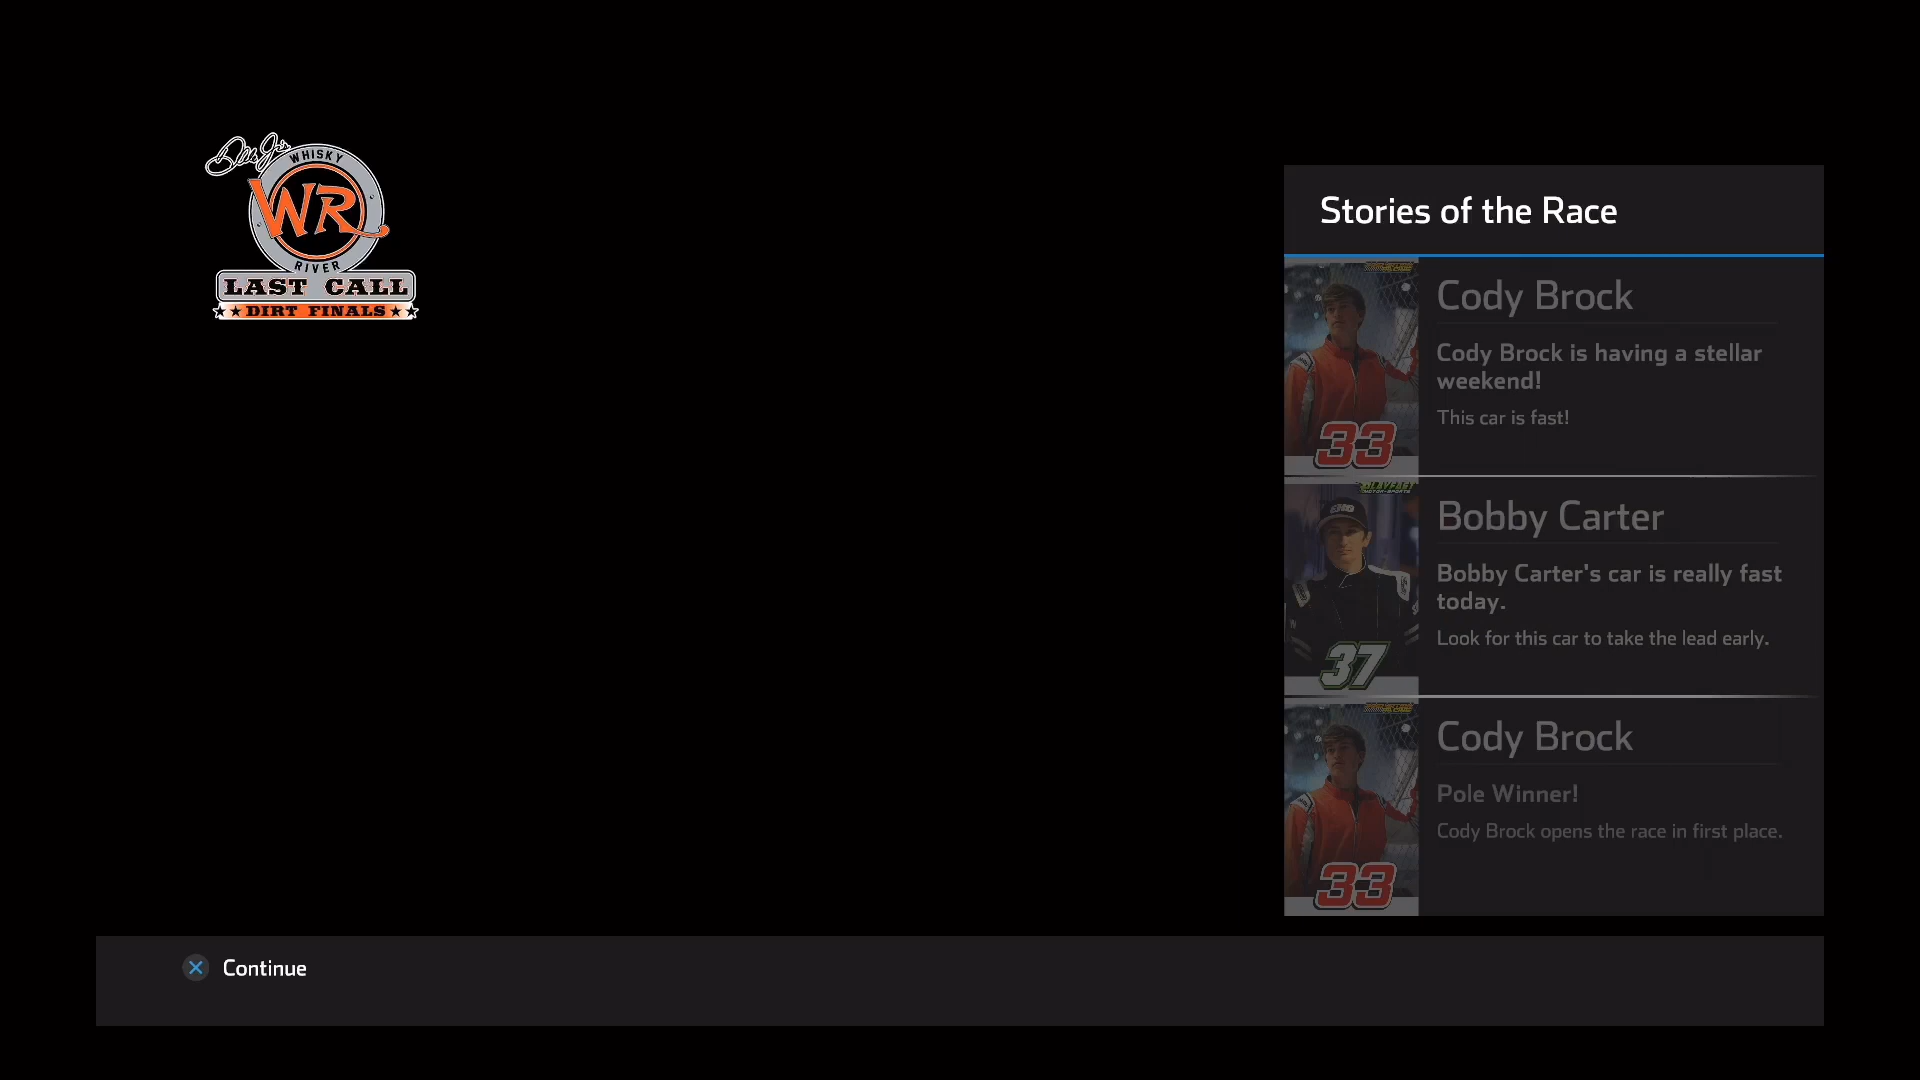 Dale Jr's
WHISKY
WR
RIVER
LAST CALL
DIRT FINALS
Stories of the Race
Cody Brock
Cody Brock is having a stellar
weekend!
This car is fast!
33
Bobby Carter
Bobby Carter's car is really fast
today.
Look for this car to take the lead early.
37
Cody Brock
Pole Winner!
Cody Brock opens the race in first place.
33
Continue